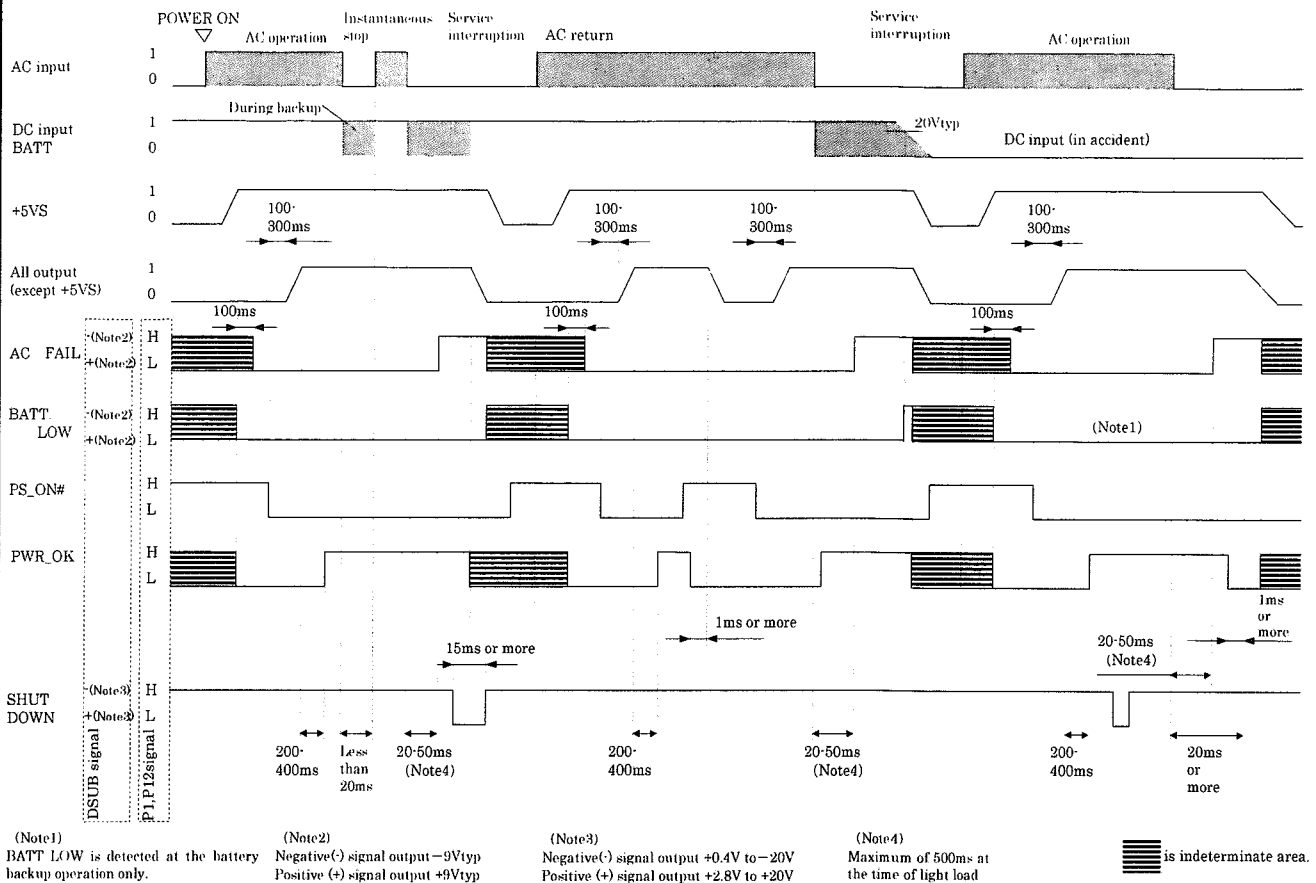 POWER ON
AC operation
Instantaneous
stop
Service
interruption
AC return
Service
interruption
AC operation
AC input
1
0
During backup
DC input
BATT
1
0
20Vtyp
DC input (in accident)
+5VS
1
0
100-
300ms
100-
300ms
100-
300ms
100-
300ms
All output
(except +5VS)
1
0
100ms
100ms
100ms
AC FAIL
-(Note2)
H
+(Note2)
L
BATT.
LOW
-(Note2)
H
+(Note2)
L
(Note1)
PS_ON#
H
L
PWR_OK
H
L
1ms or more
1ms
or
more
15ms or more
20-50ms
(Note4)
SHUT
DOWN
-(Note3)
H
+(Note3)
L
DSUB signal
P1,P12signal
200-
400ms
Less
than
20ms
20-50ms
(Note4)
200-
400ms
20-50ms
(Note4)
200-
400ms
20ms
or
more
(Note1)
BATT LOW is detected at the battery
backup operation only.
(Note2)
Negative(-) signal output -9Vtyp
Positive (+) signal output +9Vtyp
(Note3)
Negative(-) signal output +0.4V to -20V
Positive (+) signal output +2.8V to +20V
(Note4)
Maximum of 500ms at
the time of light load
is indeterminate area.